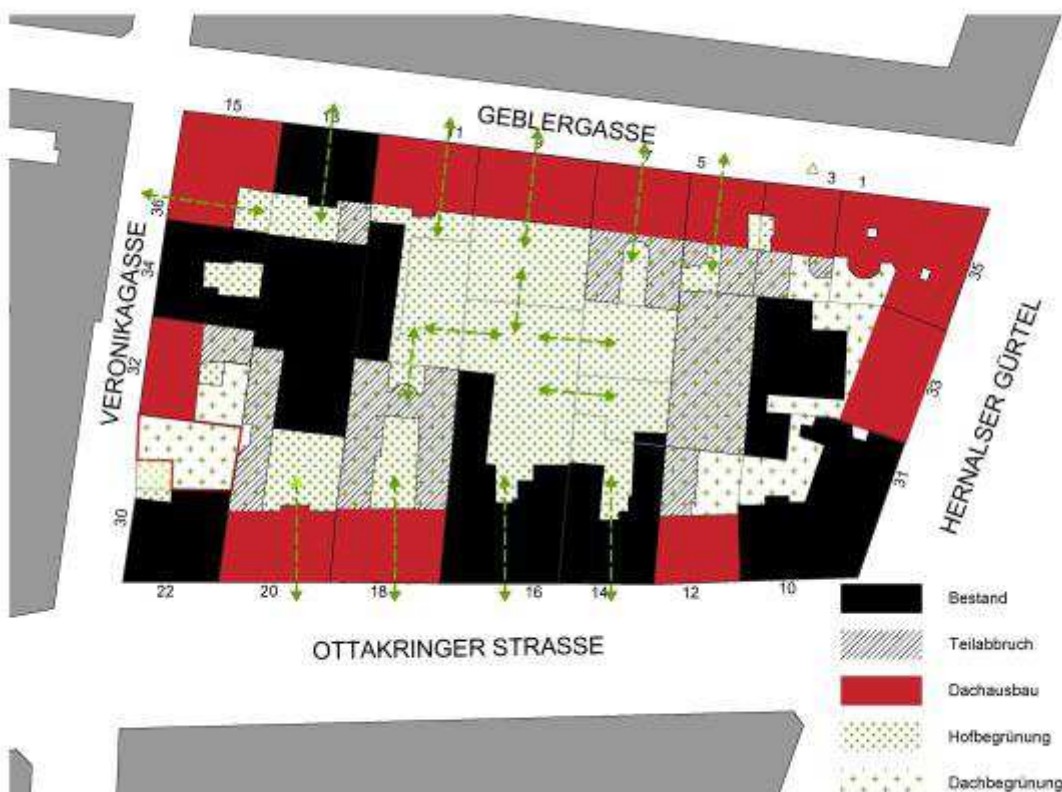 GEBLERGASSE
15
13
11
9
7
5
3
1
VERONIKAGASSE
36
34
32
30
HERNALSER GÜRTEL
35
33
31
22
20
18
16
14
12
10
OTTAKRINGER STRASSE
Bestand
Teilabbruch
Dachausbau
Hofbegrünung
Dachbegrünung